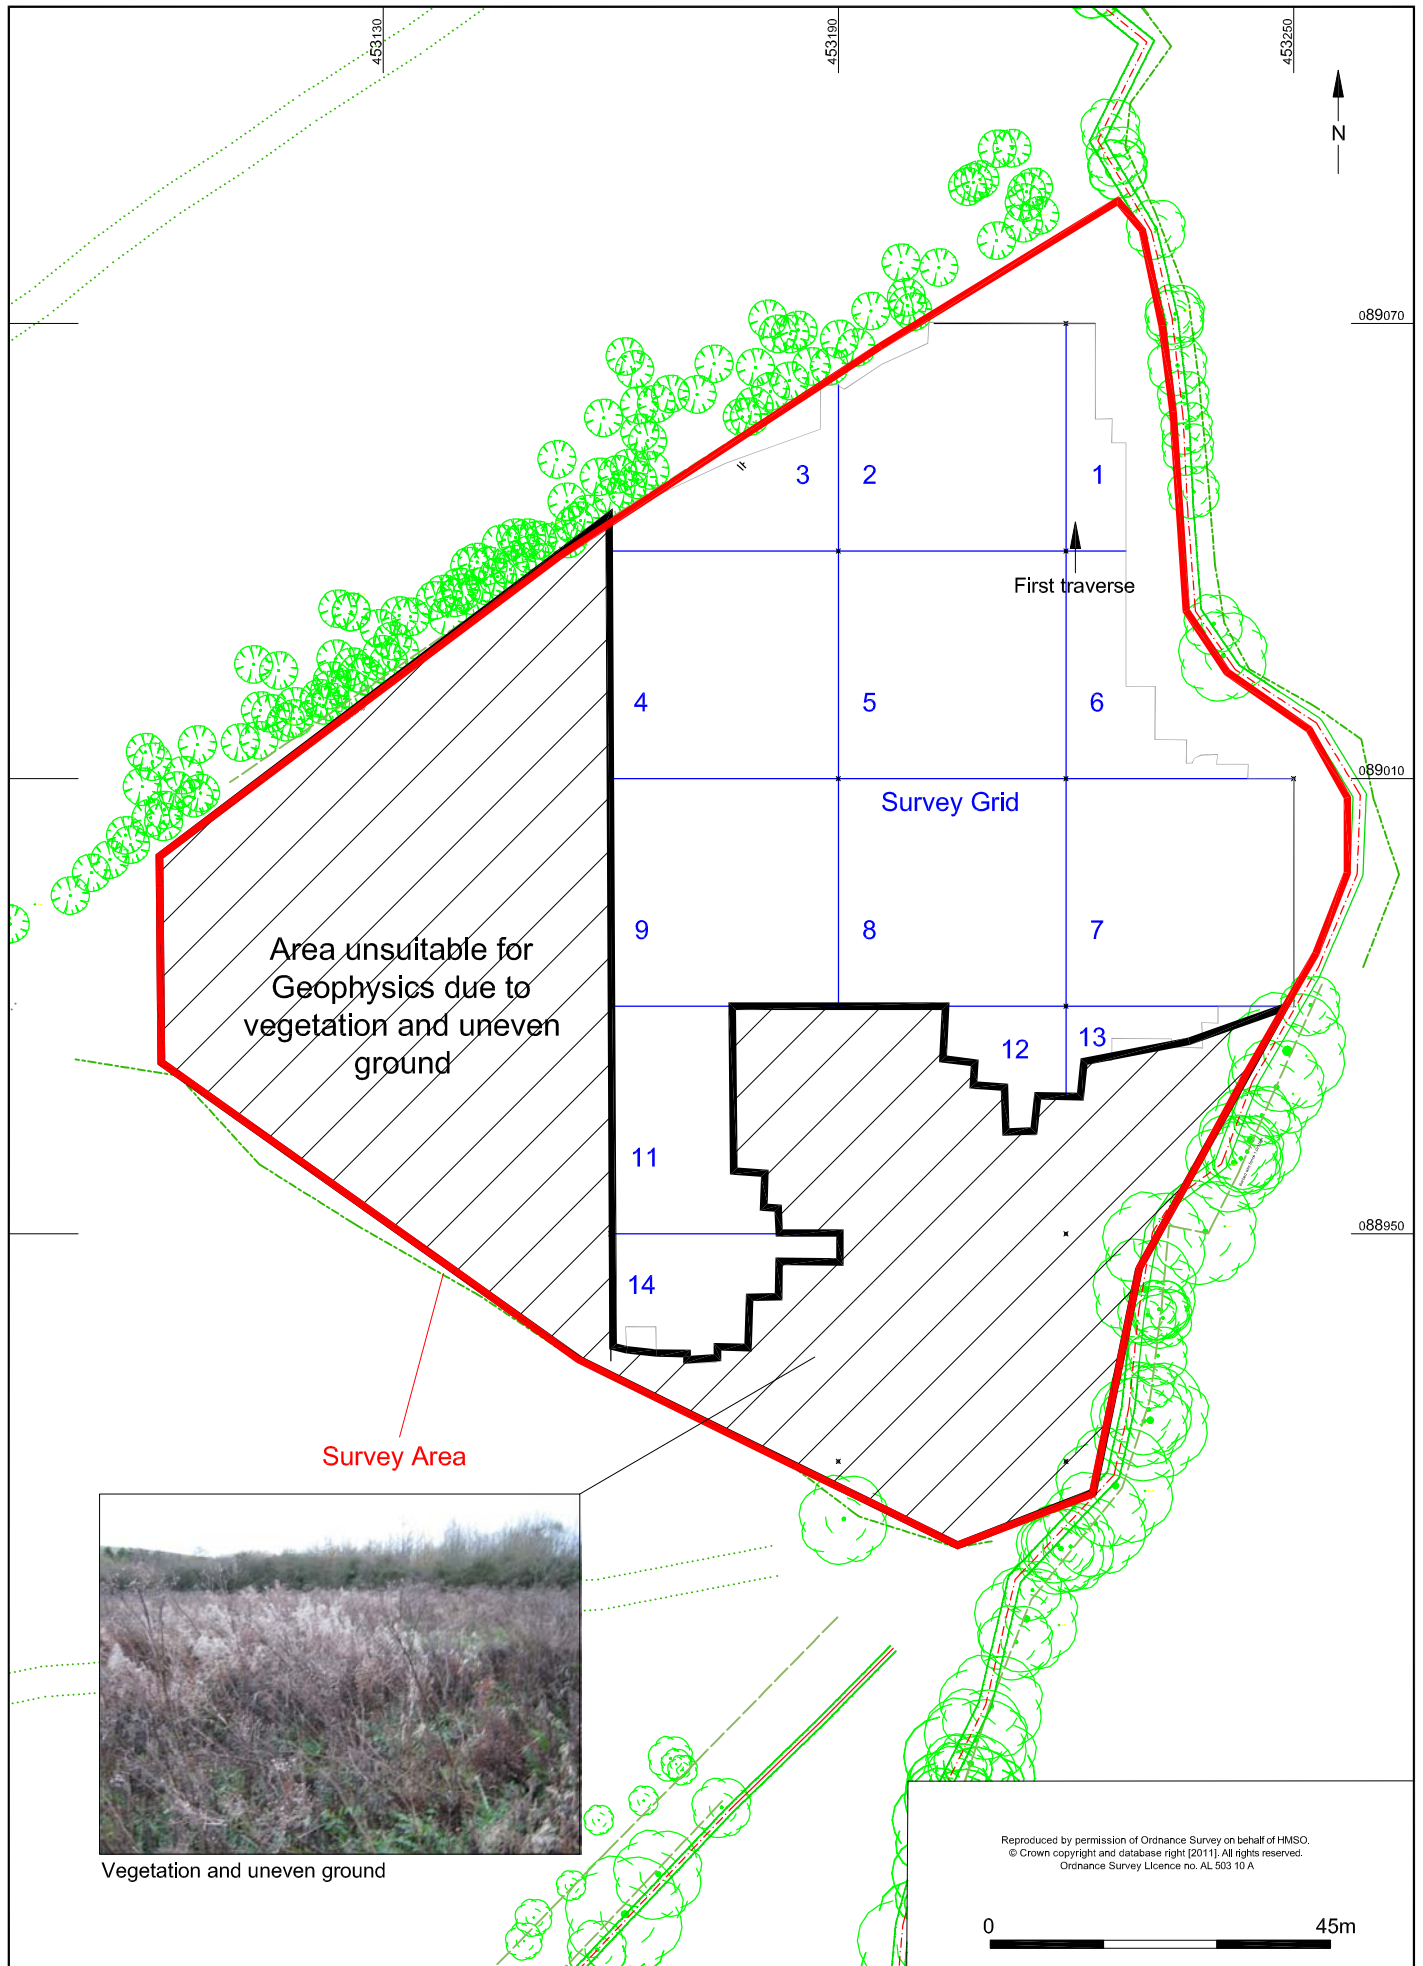 453130
453190
453250
N
089070
3
2
1
First traverse
4
5
6
089010
Survey Grid
Area unsuitable for
Geophysics due to
vegetation and uneven
ground
9
8
7
12
13
11
088950
14
Survey Area
Vegetation and uneven ground
Reproduced by permission of Ordnance Survey on behalf of HMSO.
© Crown copyright and database right [2011]. All rights reserved.
Ordnance Survey Licence no. AL 503 10 A
0
45m